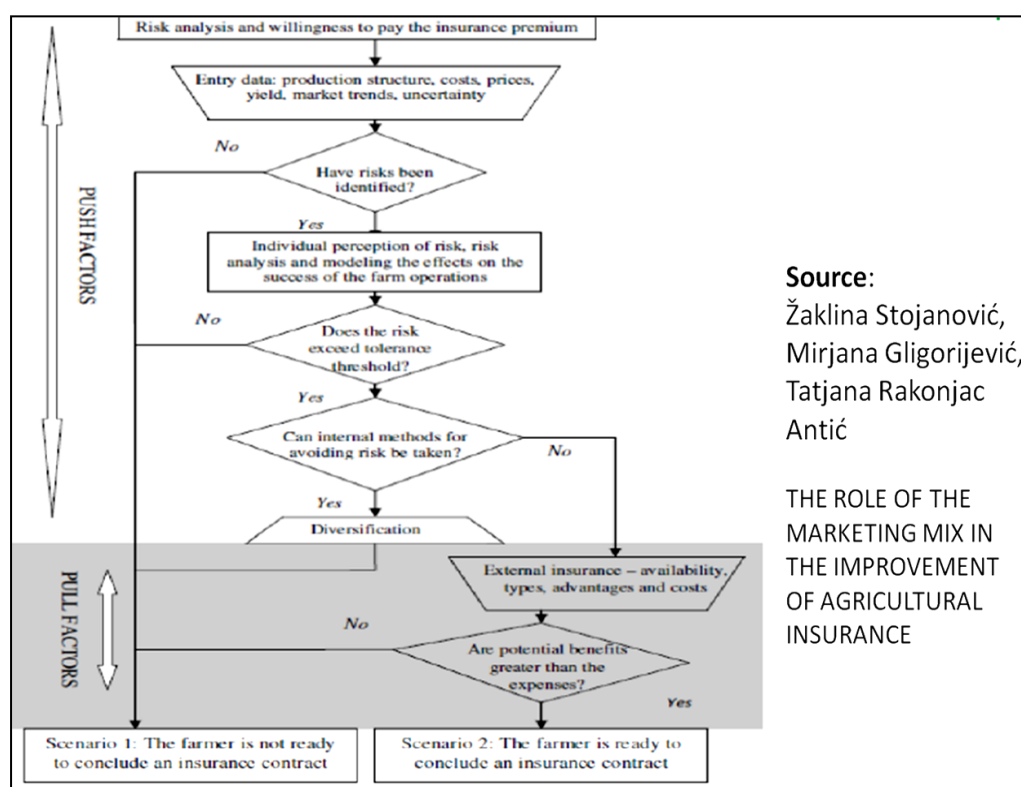 Risk analysis and willingness to pay the insurance premium
Entry data: production structure, costs, prices,
yield, market trends, uncertainty
No
Have risks been
identified?
Yes
Individual perception of risk, risk
analysis and modeling the effects on the
success of the farm operations
No
Does the risk
exceed tolerance
threshold?
Yes
Can internal methods for
avoiding risk be taken?
No
Yes
Diversification
External insurance – availability,
types, advantages and costs
No
Are potential benefits
greater than the
expenses?
Yes
Scenario 1: The farmer is not ready
to conclude an insurance contract
Scenario 2: The farmer is ready to
conclude an insurance contract
PUSH FACTORS
PULL FACTORS
Source:
Žaklina Stojanović,
Mirjana Gligorijević,
Tatjana Rakonjac
Antić
THE ROLE OF THE
MARKETING MIX IN
THE IMPROVEMENT
OF AGRICULTURAL
INSURANCE